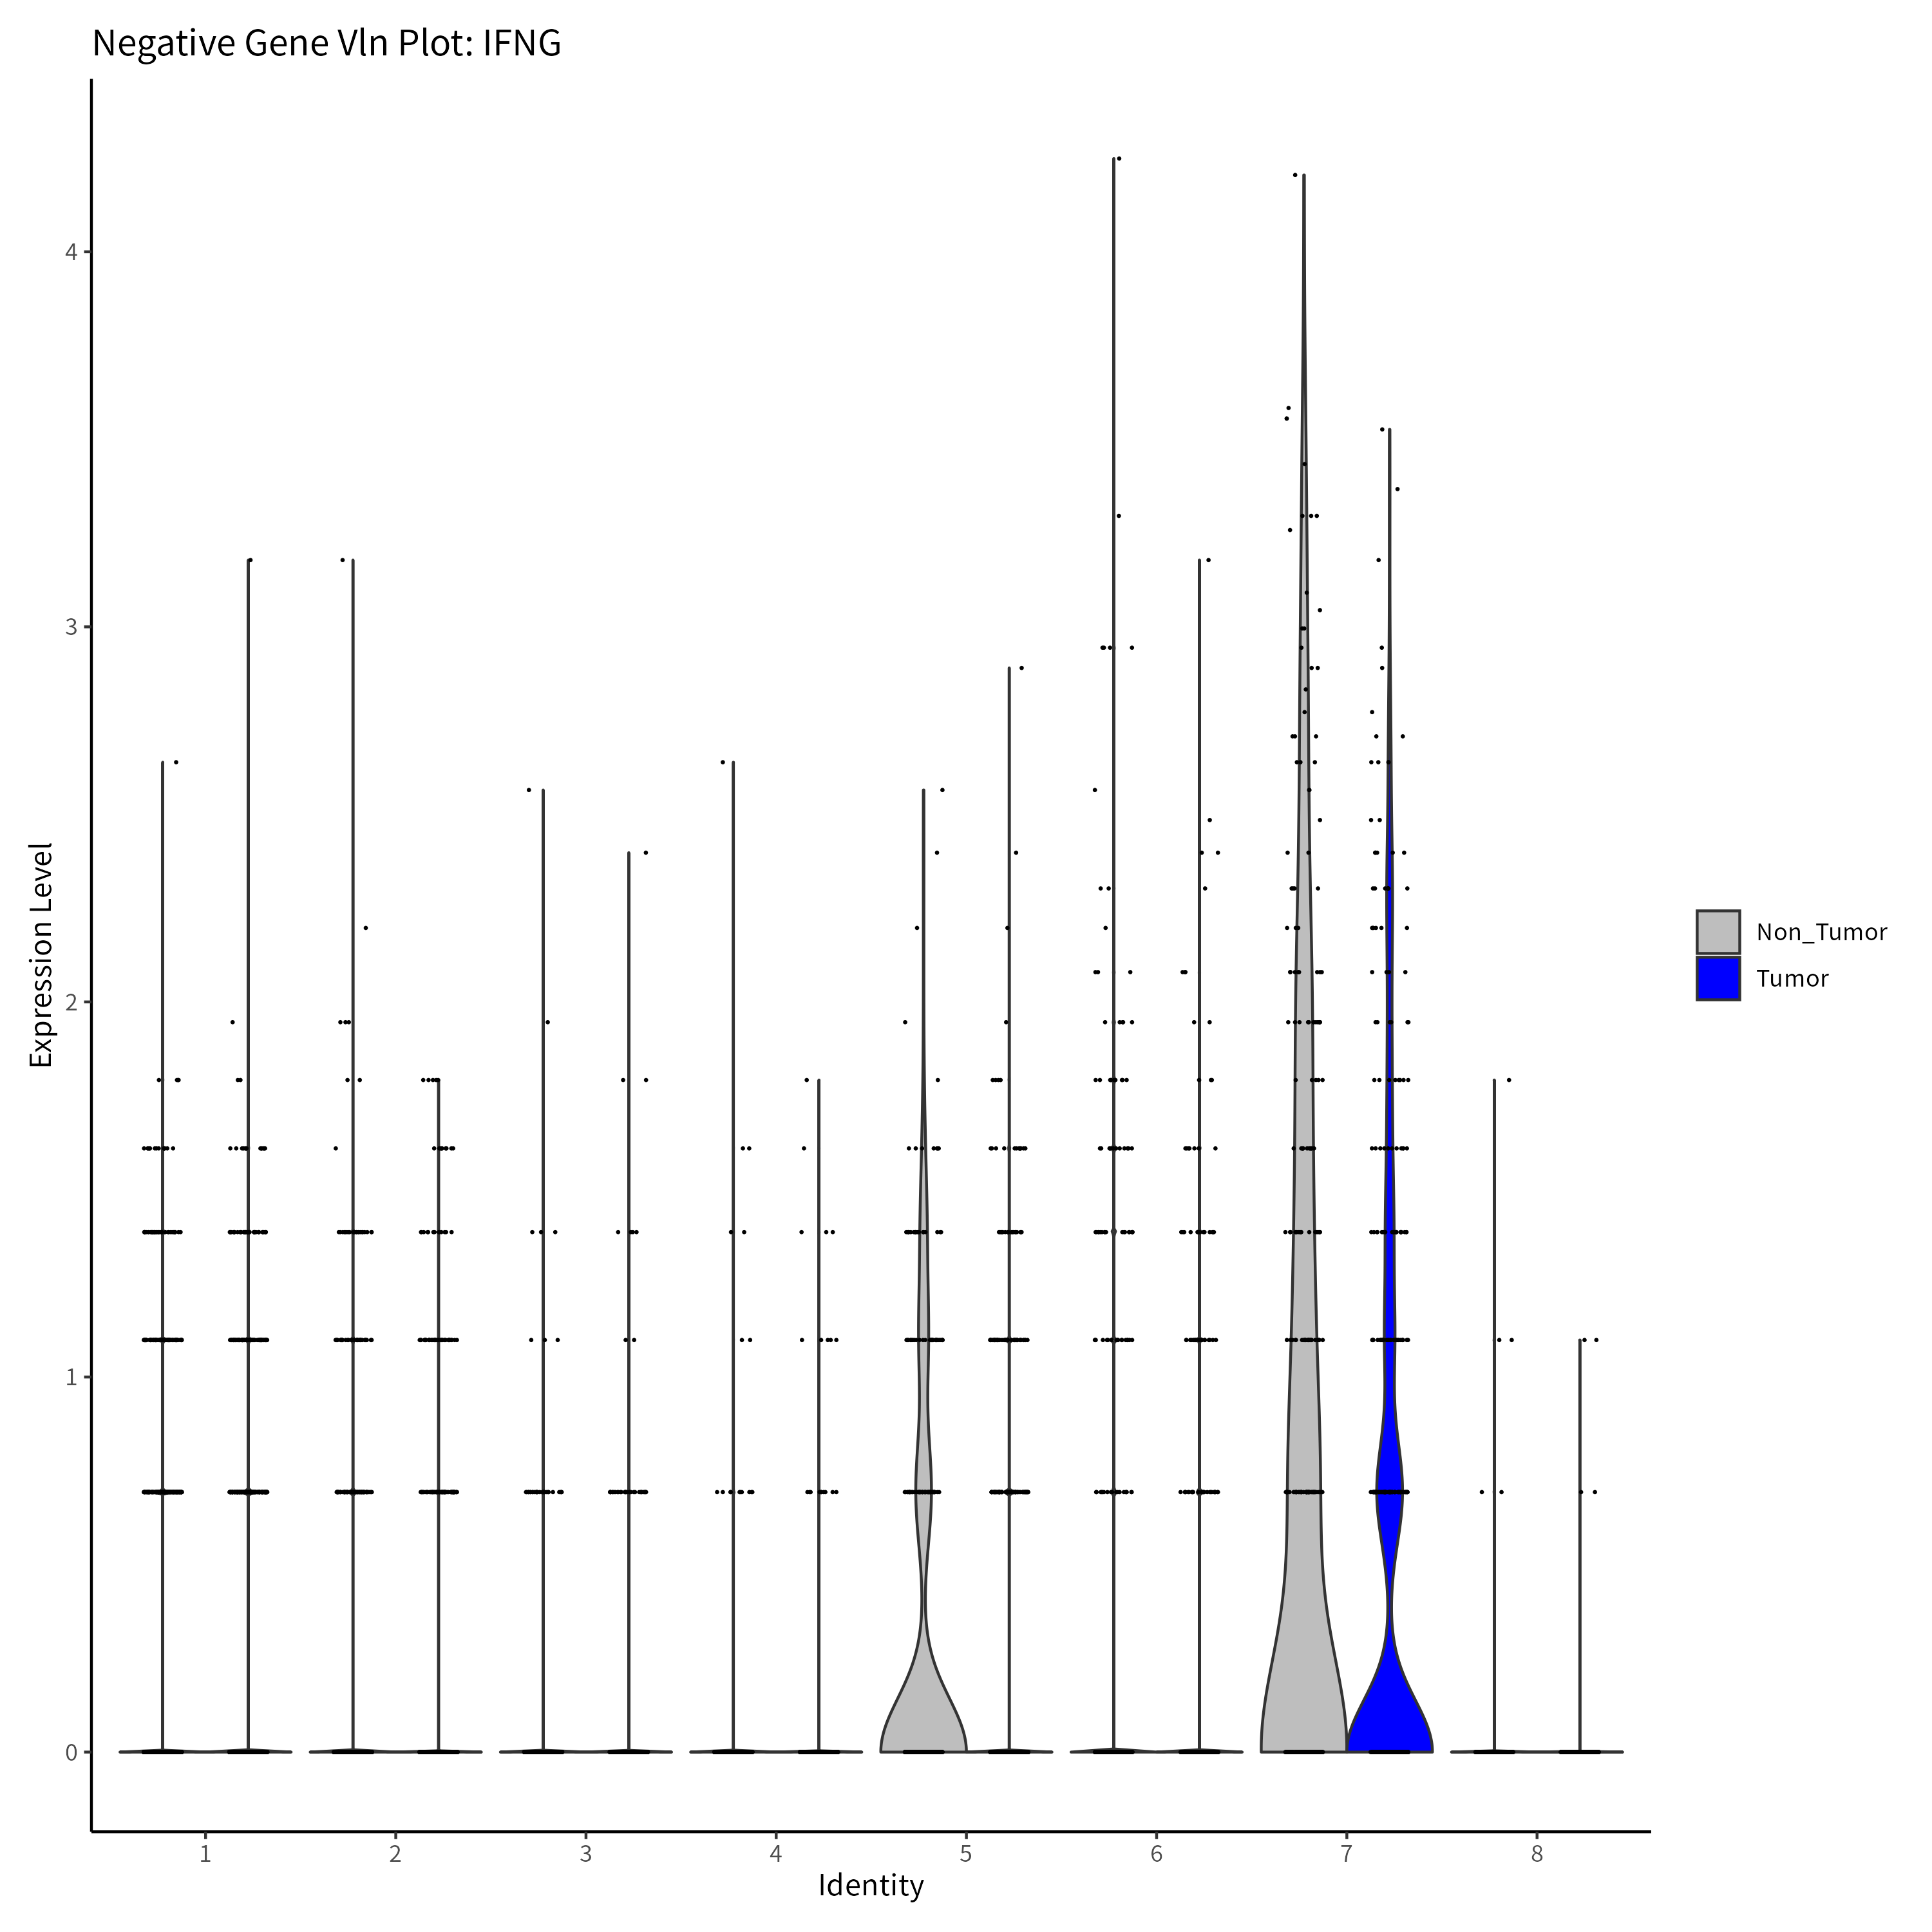 Negative Gene Vln Plot: IFNG
Expression Level
4
3
2
1
0
1 2 3 4 5 6 7 8
Identity
Non_Tumor
Tumor